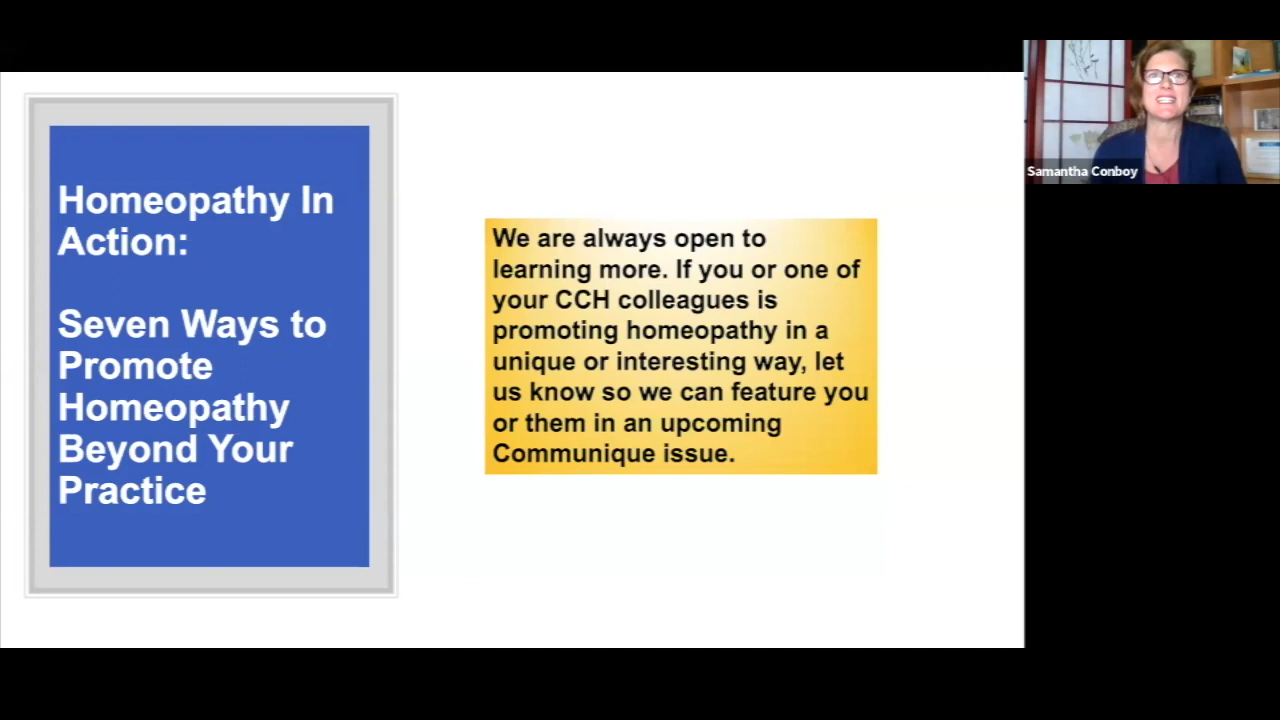 Homeopathy In
Action:
Seven Ways to
Promote
Homeopathy
Beyond Your
Practice
We are always open to
learning more. If you or one of
your CCH colleagues is
promoting homeopathy in a
unique or interesting way, let
us know so we can feature you
or them in an upcoming
Communique issue.
Samantha Conboy